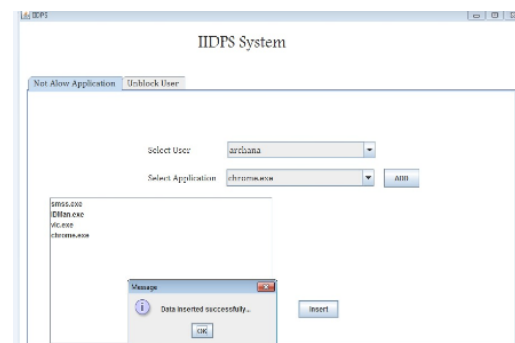 IIDPS
IIDPS System
Not Alow Application Unblock User
Select User archana
Select Application chrome.exe ADD
smss.exe
IDMan.exe
vlc.exe
chrome.exe
Message
Data inserted successfully...
Insert
OK